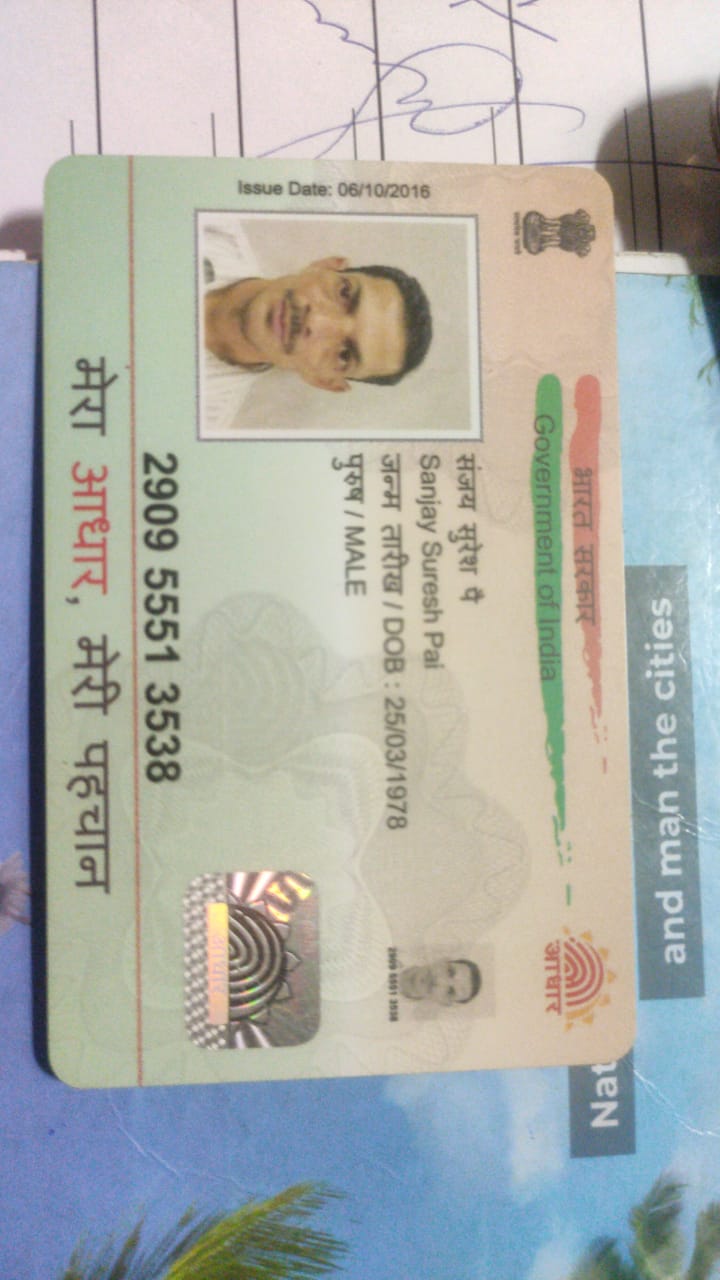 भारत सरकार
Government of India
आधार
Issue Date: 06/10/2016
संजय सुरेश पै
Sanjay Suresh Pai
जन्म तारीख / DOB : 25/03/1978
पुरुष / MALE
2909 5551 3538
2909 5551 3538
मेरा आधार, मेरी पहचान
and man the cities
Nat